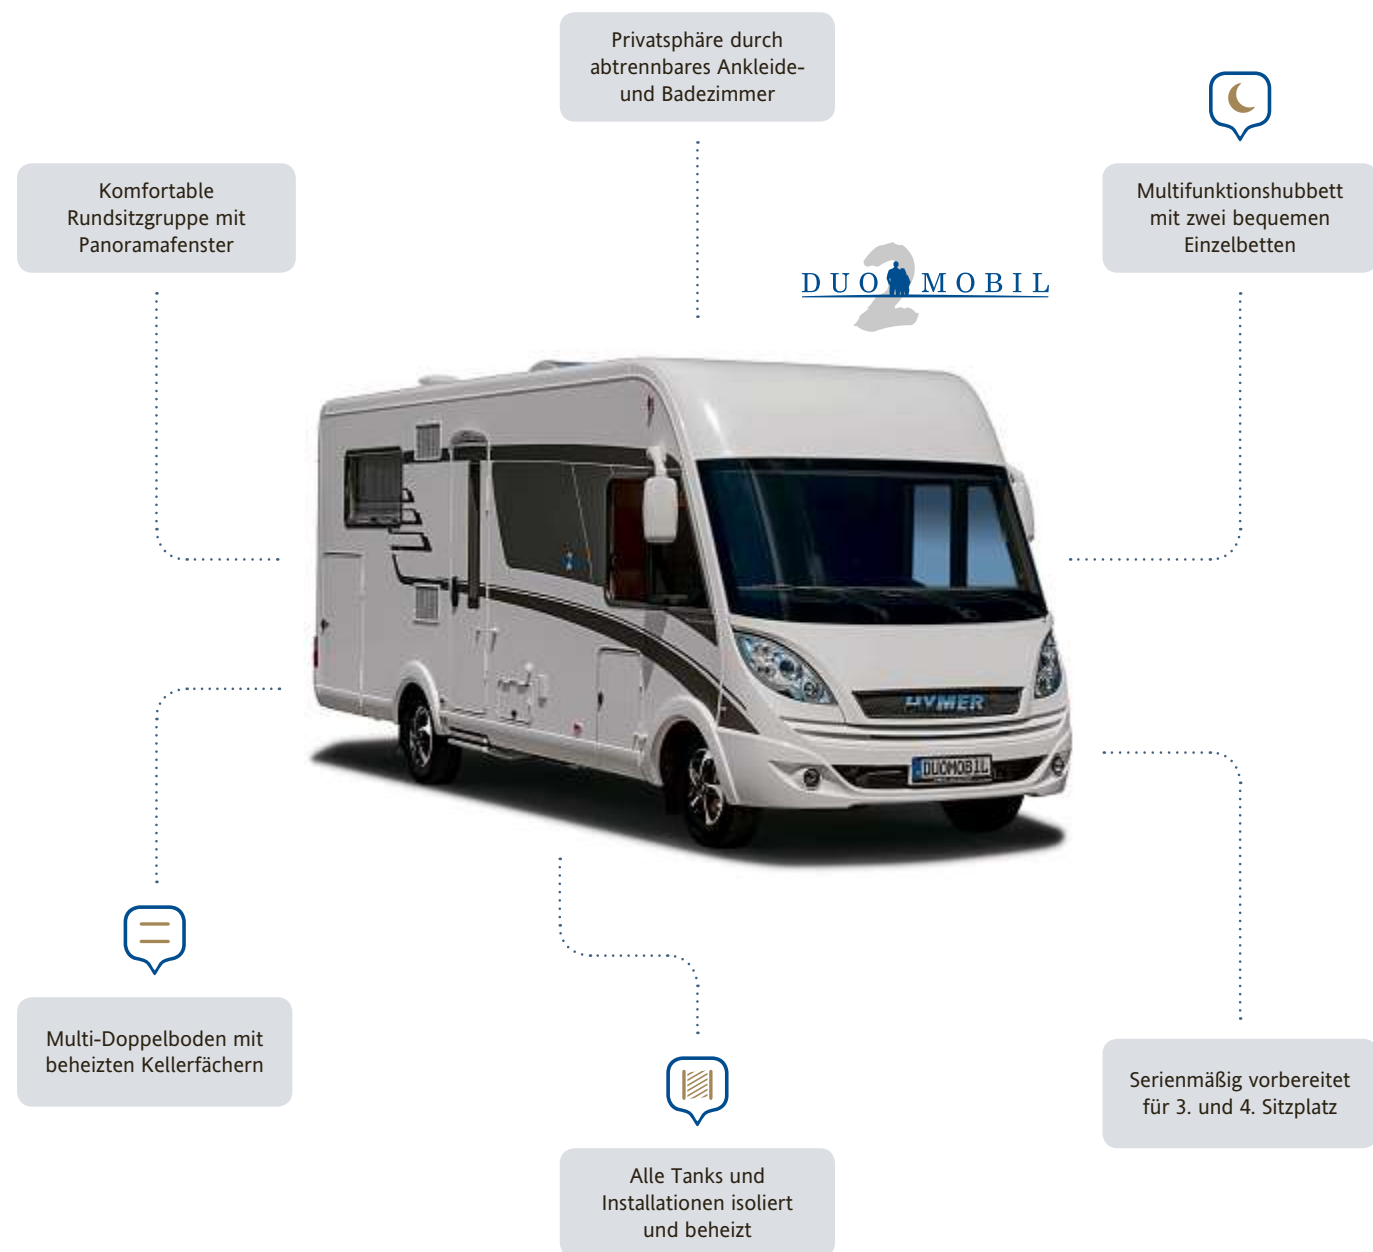 Privatsphäre durch
abtrennbares Ankleide-
und Badezimmer
Komfortable
Rundsitzgruppe mit
Panoramafenster
Multifunktionshubbett
mit zwei bequemen
Einzelbetten
DUO 2 MOBIL
HYMER
DUOMOBIL
Multi-Doppelboden mit
beheizten Kellerfächern
Serienmäßig vorbereitet
für 3. und 4. Sitzplatz
Alle Tanks und
Installationen isoliert
und beheizt